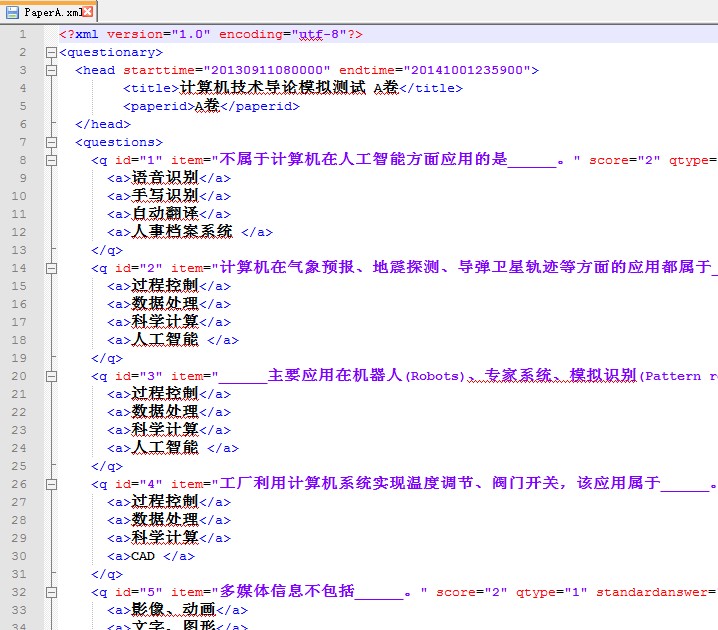 PaperA.xml
1 <?xml version="1.0" encoding="utf-8"?>
2 <questionary>
3 <head starttime="20130911080000" endtime="20141001235900">
4 <title>计算机技术导论模拟测试 A卷</title>
5 <paperid>A卷</paperid>
6 </head>
7 <questions>
8 <q id="1" item="不属于计算机在人工智能方面应用的是______。" score="2" qtype=
9 <a>语音识别</a>
10 <a>手写识别</a>
11 <a>自动翻译</a>
12 <a>人事档案系统 </a>
13 </q>
14 <q id="2" item="计算机在气象预报、地震探测、导弹卫星轨迹等方面的应用都属于_
15 <a>过程控制</a>
16 <a>数据处理</a>
17 <a>科学计算</a>
18 <a>人工智能 </a>
19 </q>
20 <q id="3" item="______主要应用在机器人(Robots)、专家系统、模拟识别(Pattern r
21 <a>过程控制</a>
22 <a>数据处理</a>
23 <a>科学计算</a>
24 <a>人工智能 </a>
25 </q>
26 <q id="4" item="工厂利用计算机系统实现温度调节、阀门开关，该应用属于______。
27 <a>过程控制</a>
28 <a>数据处理</a>
29 <a>科学计算</a>
30 <a>CAD </a>
31 </q>
32 <q id="5" item="多媒体信息不包括______。" score="2" qtype="1" standardanswer=
33 <a>影像、动画</a>
34 <a>文字、图形</a>